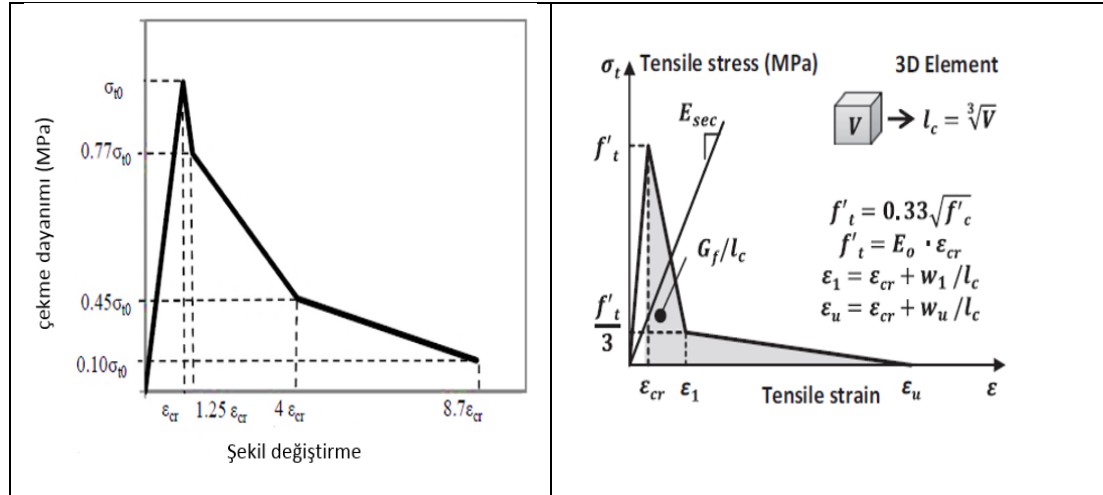 çekme dayanımı (MPa)
σt0
0.77σt0
0.45σt0
0.10σt0
εcr
1.25 εcr
4 εcr
8.7εcr
Şekil değiştirme
σt
Tensile stress (MPa)
3D Element
V
lc = ∛V
Esec
f't
f't = 0.33√f'c
f't = Eo · εcr
ε1 = εcr + w1/lc
εu = εcr + wu/lc
Gf/lc
f't
3
εcr
ε1
Tensile strain
εu
ε